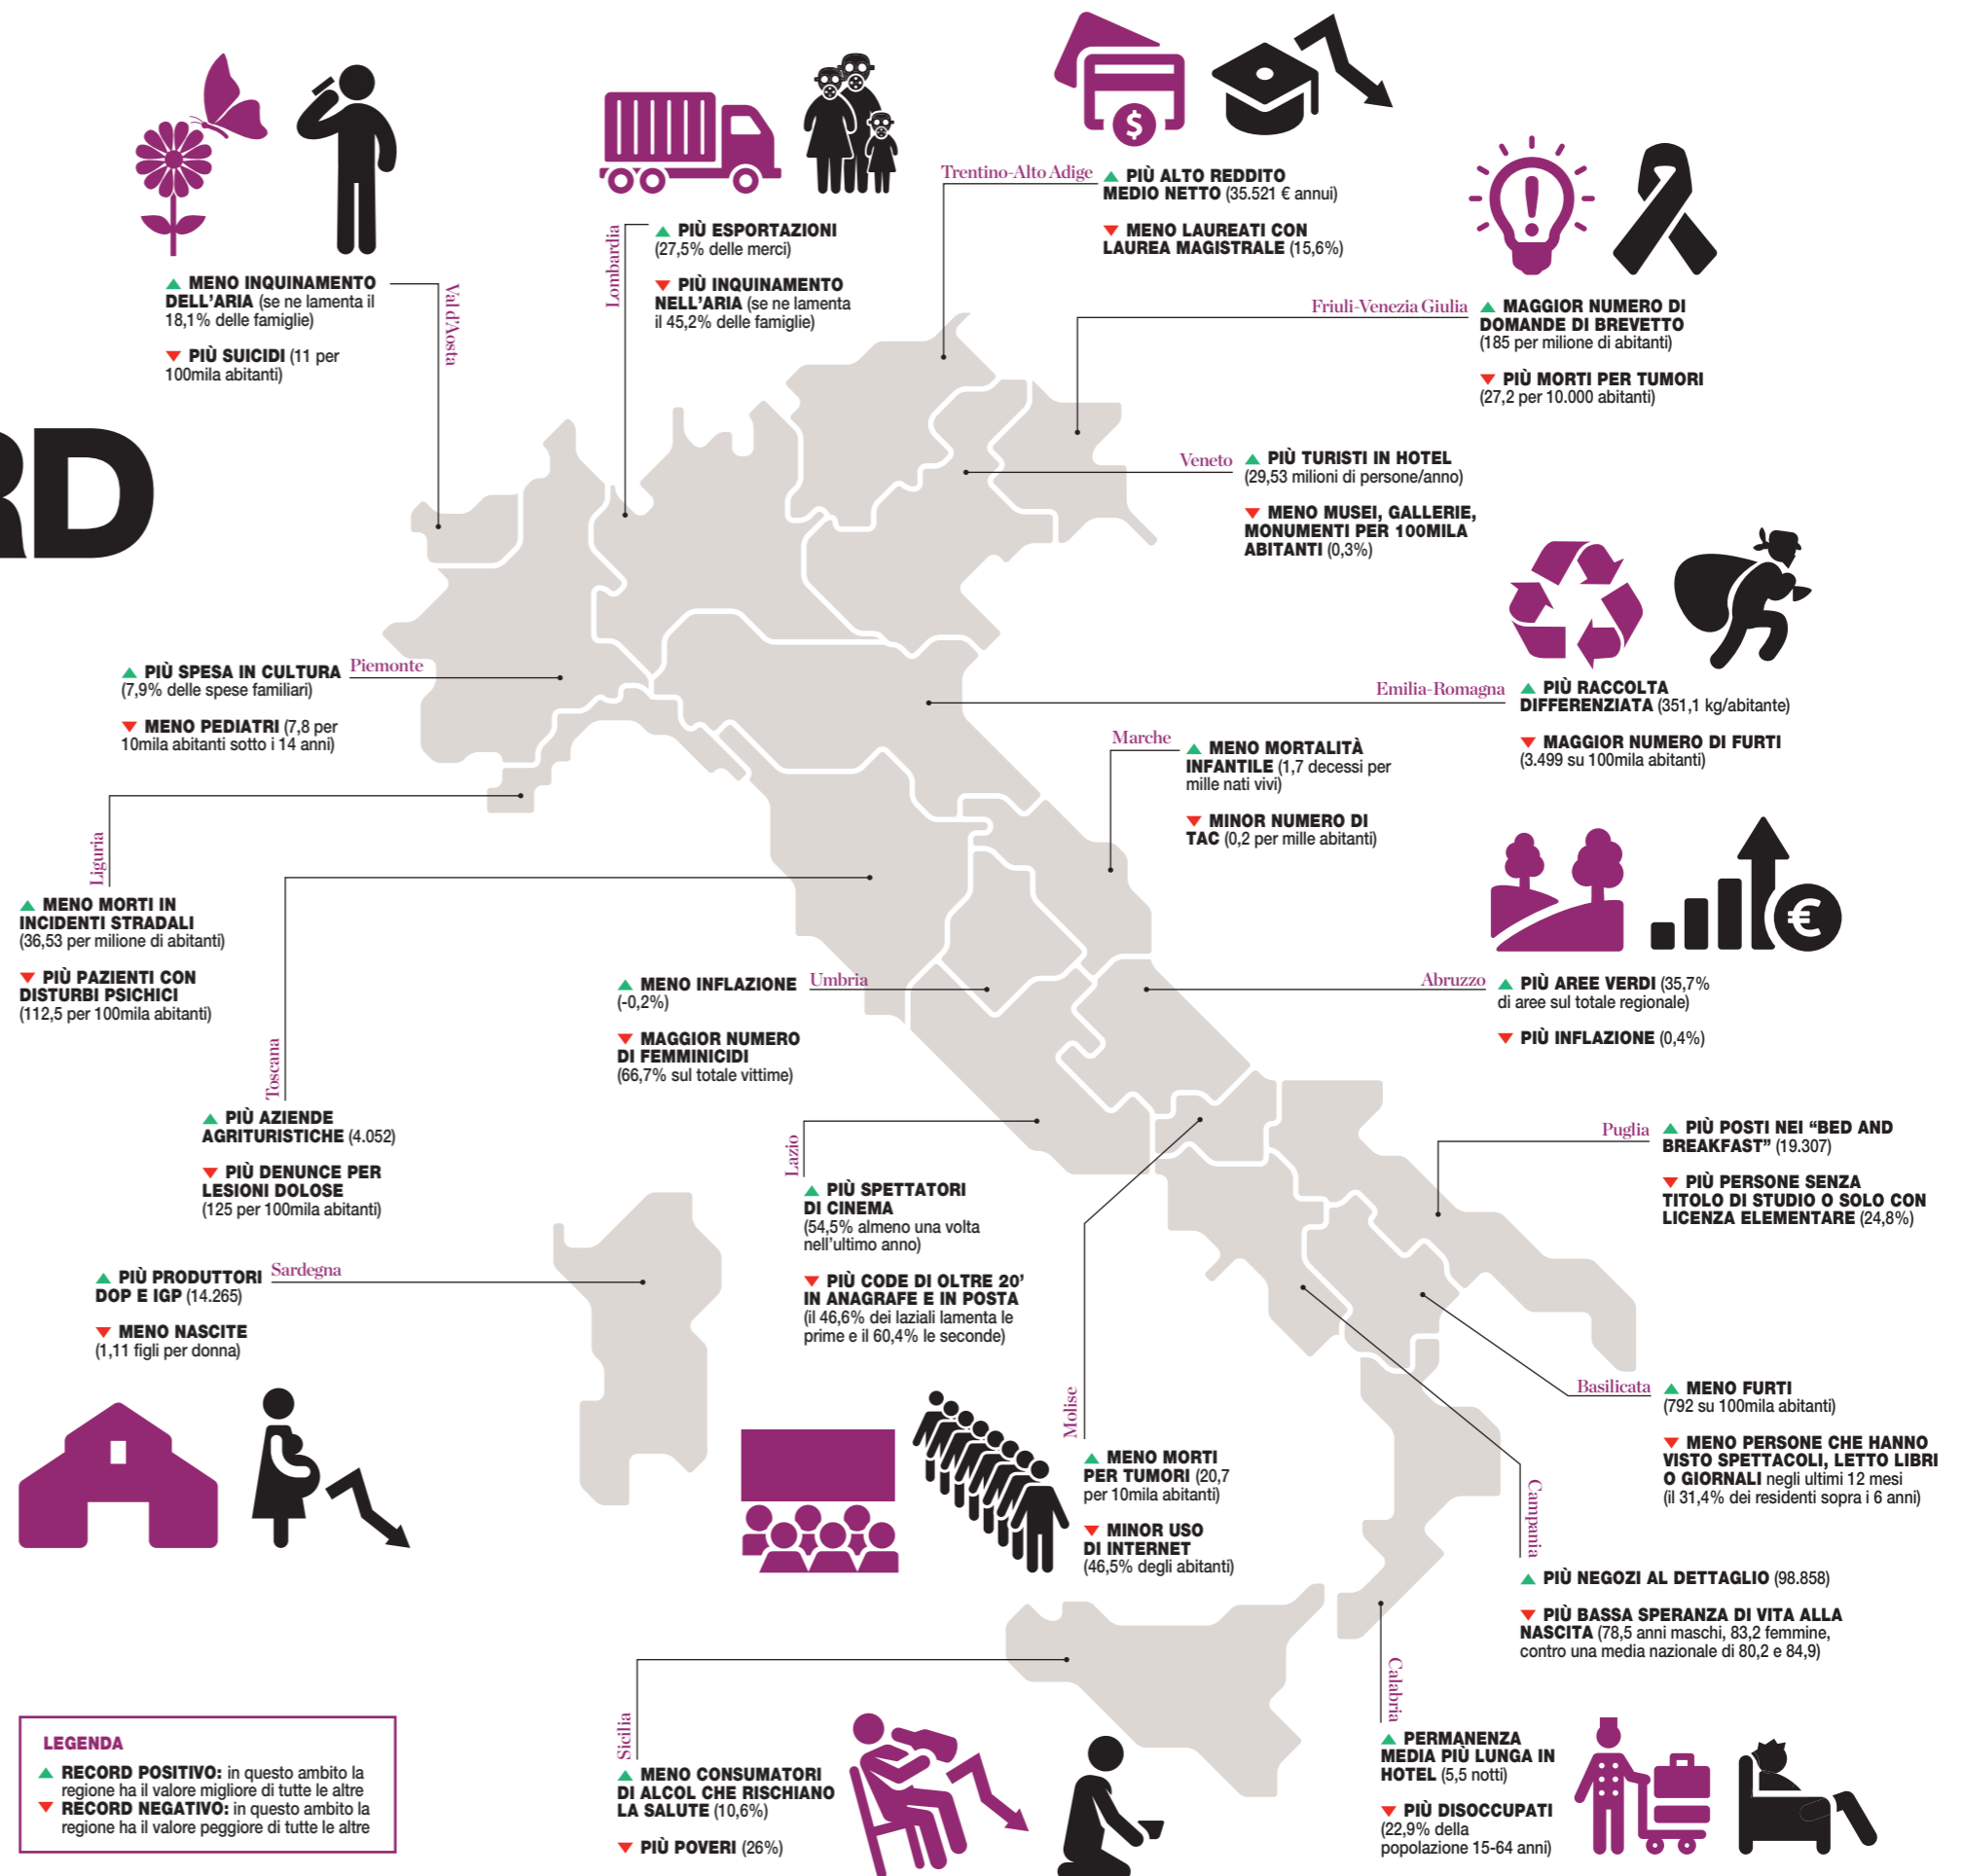 RD
Val d'Aosta
▲ MENO INQUINAMENTO
DELL'ARIA (se ne lamenta il
18,1% delle famiglie)
▼ PIÙ SUICIDI (11 per
100mila abitanti)
Lombardia
▲ PIÙ ESPORTAZIONI
(27,5% delle merci)
▼ PIÙ INQUINAMENTO
NELL'ARIA (se ne lamenta
il 45,2% delle famiglie)
Trentino-Alto Adige
▲ PIÙ ALTO REDDITO
MEDIO NETTO (35.521 € annui)
▼ MENO LAUREATI CON
LAUREA MAGISTRALE (15,6%)
$
!
Friuli-Venezia Giulia
▲ MAGGIOR NUMERO DI
DOMANDE DI BREVETTO
(185 per milione di abitanti)
▼ PIÙ MORTI PER TUMORI
(27,2 per 10.000 abitanti)
Veneto
▲ PIÙ TURISTI IN HOTEL
(29,53 milioni di persone/anno)
▼ MENO MUSEI, GALLERIE,
MONUMENTI PER 100MILA
ABITANTI (0,3%)
Piemonte
▲ PIÙ SPESA IN CULTURA
(7,9% delle spese familiari)
▼ MENO PEDIATRI (7,8 per
10mila abitanti sotto i 14 anni)
Emilia-Romagna
▲ PIÙ RACCOLTA
DIFFERENZIATA (351,1 kg/abitante)
▼ MAGGIOR NUMERO DI FURTI
(3.499 su 100mila abitanti)
Marche
▲ MENO MORTALITÀ
INFANTILE (1,7 decessi per
mille nati vivi)
▼ MINOR NUMERO DI
TAC (0,2 per mille abitanti)
Liguria
▲ MENO MORTI IN
INCIDENTI STRADALI
(36,53 per milione di abitanti)
▼ PIÙ PAZIENTI CON
DISTURBI PSICHICI
(112,5 per 100mila abitanti)
€
Umbria
▲ MENO INFLAZIONE
(-0,2%)
▼ MAGGIOR NUMERO
DI FEMMINICIDI
(66,7% sul totale vittime)
Abruzzo
▲ PIÙ AREE VERDI (35,7%
di aree sul totale regionale)
▼ PIÙ INFLAZIONE (0,4%)
Toscana
▲ PIÙ AZIENDE
AGRITURISTICHE (4.052)
▼ PIÙ DENUNCE PER
LESIONI DOLOSE
(125 per 100mila abitanti)
Lazio
▲ PIÙ SPETTATORI
DI CINEMA
(54,5% almeno una volta
nell'ultimo anno)
▼ PIÙ CODE DI OLTRE 20'
IN ANAGRAFE E IN POSTA
(il 46,6% dei laziali lamenta le
prime e il 60,4% le seconde)
Puglia
▲ PIÙ POSTI NEI “BED AND
BREAKFAST” (19.307)
▼ PIÙ PERSONE SENZA
TITOLO DI STUDIO O SOLO CON
LICENZA ELEMENTARE (24,8%)
Sardegna
▲ PIÙ PRODUTTORI
DOP E IGP (14.265)
▼ MENO NASCITE
(1,11 figli per donna)
Molise
▲ MENO MORTI
PER TUMORI (20,7
per 10mila abitanti)
▼ MINOR USO
DI INTERNET
(46,5% degli abitanti)
Basilicata
▲ MENO FURTI
(792 su 100mila abitanti)
▼ MENO PERSONE CHE HANNO
VISTO SPETTACOLI, LETTO LIBRI
O GIORNALI negli ultimi 12 mesi
(il 31,4% dei residenti sopra i 6 anni)
Campania
▲ PIÙ NEGOZI AL DETTAGLIO (98.858)
▼ PIÙ BASSA SPERANZA DI VITA ALLA
NASCITA (78,5 anni maschi, 83,2 femmine,
contro una media nazionale di 80,2 e 84,9)
Calabria
▲ PERMANENZA
MEDIA PIÙ LUNGA IN
HOTEL (5,5 notti)
▼ PIÙ DISOCCUPATI
(22,9% della
popolazione 15-64 anni)
Sicilia
▲ MENO CONSUMATORI
DI ALCOL CHE RISCHIANO
LA SALUTE (10,6%)
▼ PIÙ POVERI (26%)
LEGENDA
▲ RECORD POSITIVO: in questo ambito la
regione ha il valore migliore di tutte le altre
▼ RECORD NEGATIVO: in questo ambito la
regione ha il valore peggiore di tutte le altre